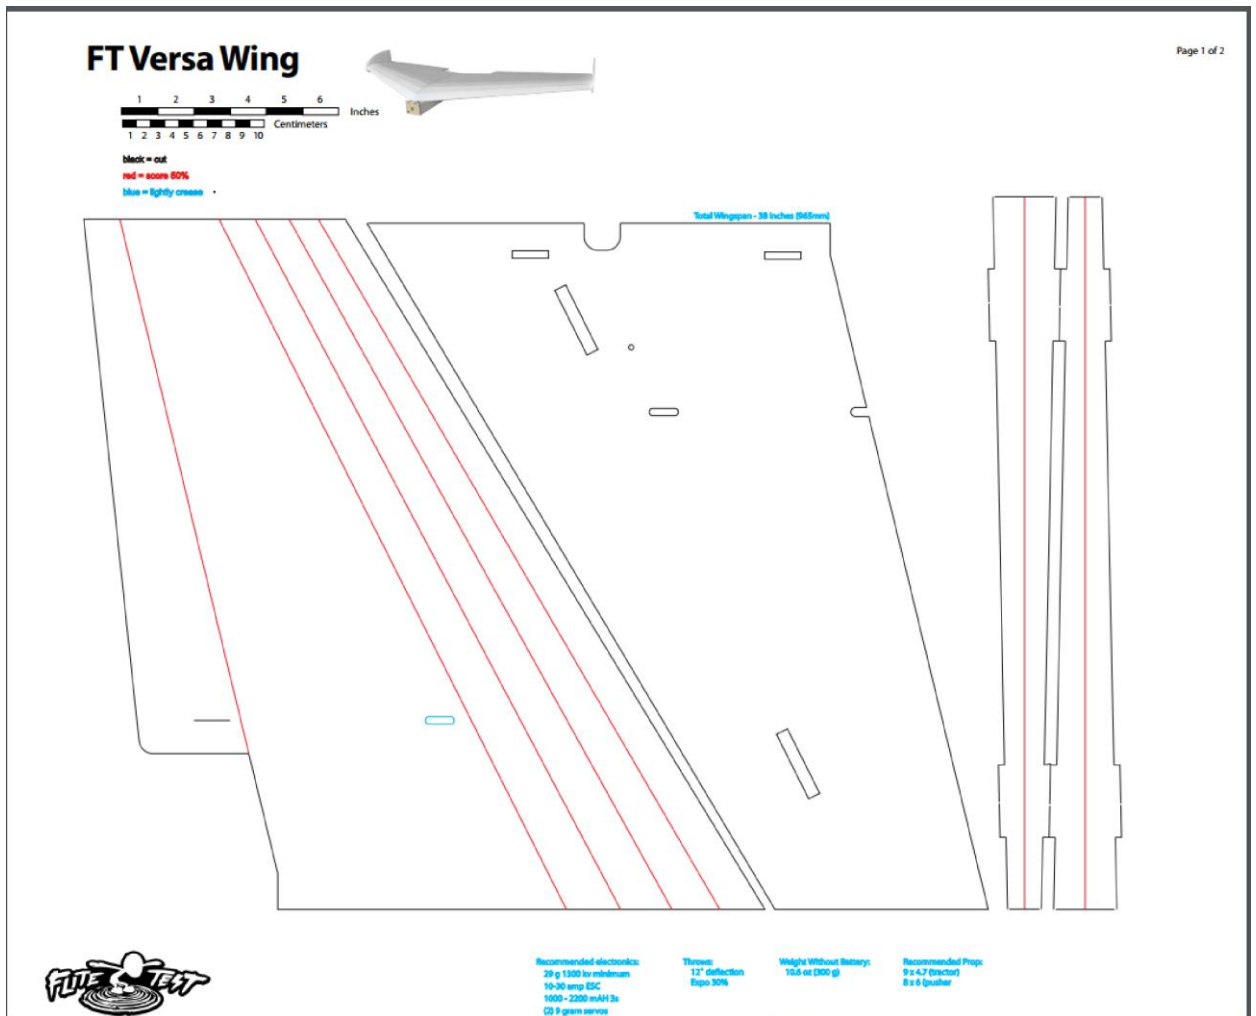 FT Versa Wing
Page 1 of 2
1 2 3 4 5 6
Inches
Centimeters
1 2 3 4 5 6 7 8 9 10
black = cut
red = score 50%
blue = lightly crease
Total Wingspan - 38 inches (965mm)
FLITE TEST
Recommended electronics:
29 g 1300 kv minimum
10-30 amp ESC
1000 - 2200 mAH 3s
(2) 9 gram servos
Throws:
12° deflection
Expo 30%
Weight Without Battery:
10.6 oz (300 g)
Recommended Prop:
9 x 4.7 (tractor)
8 x 6 (pusher